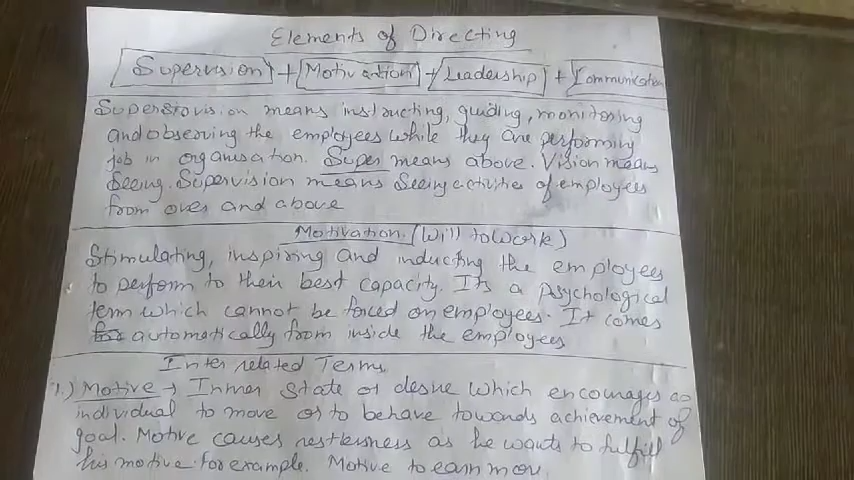 Elements of Directing
Supervision + Motivation + Leadership + Communication
Supersiovision means instructing, guiding, monitoring
and observing the employees while they are performing
job in organisation. Super means above. Vision means
Seeing. Supervision means Seeing activities of employees
from over and above
Motivation (Will to Work)
Stimulating, inspiring and inducting the employees
to perform to their best capacity. Its a psychological
term which cannot be forced on employees. It comes
automatically from inside the employees
Inter related Terms
1.) Motive → Inner State of desire which encourages an
individual to move or to behave towards achievement of
goal. Motive causes restlessness as he wants to fulfill
his motive for example. Motive to earn more